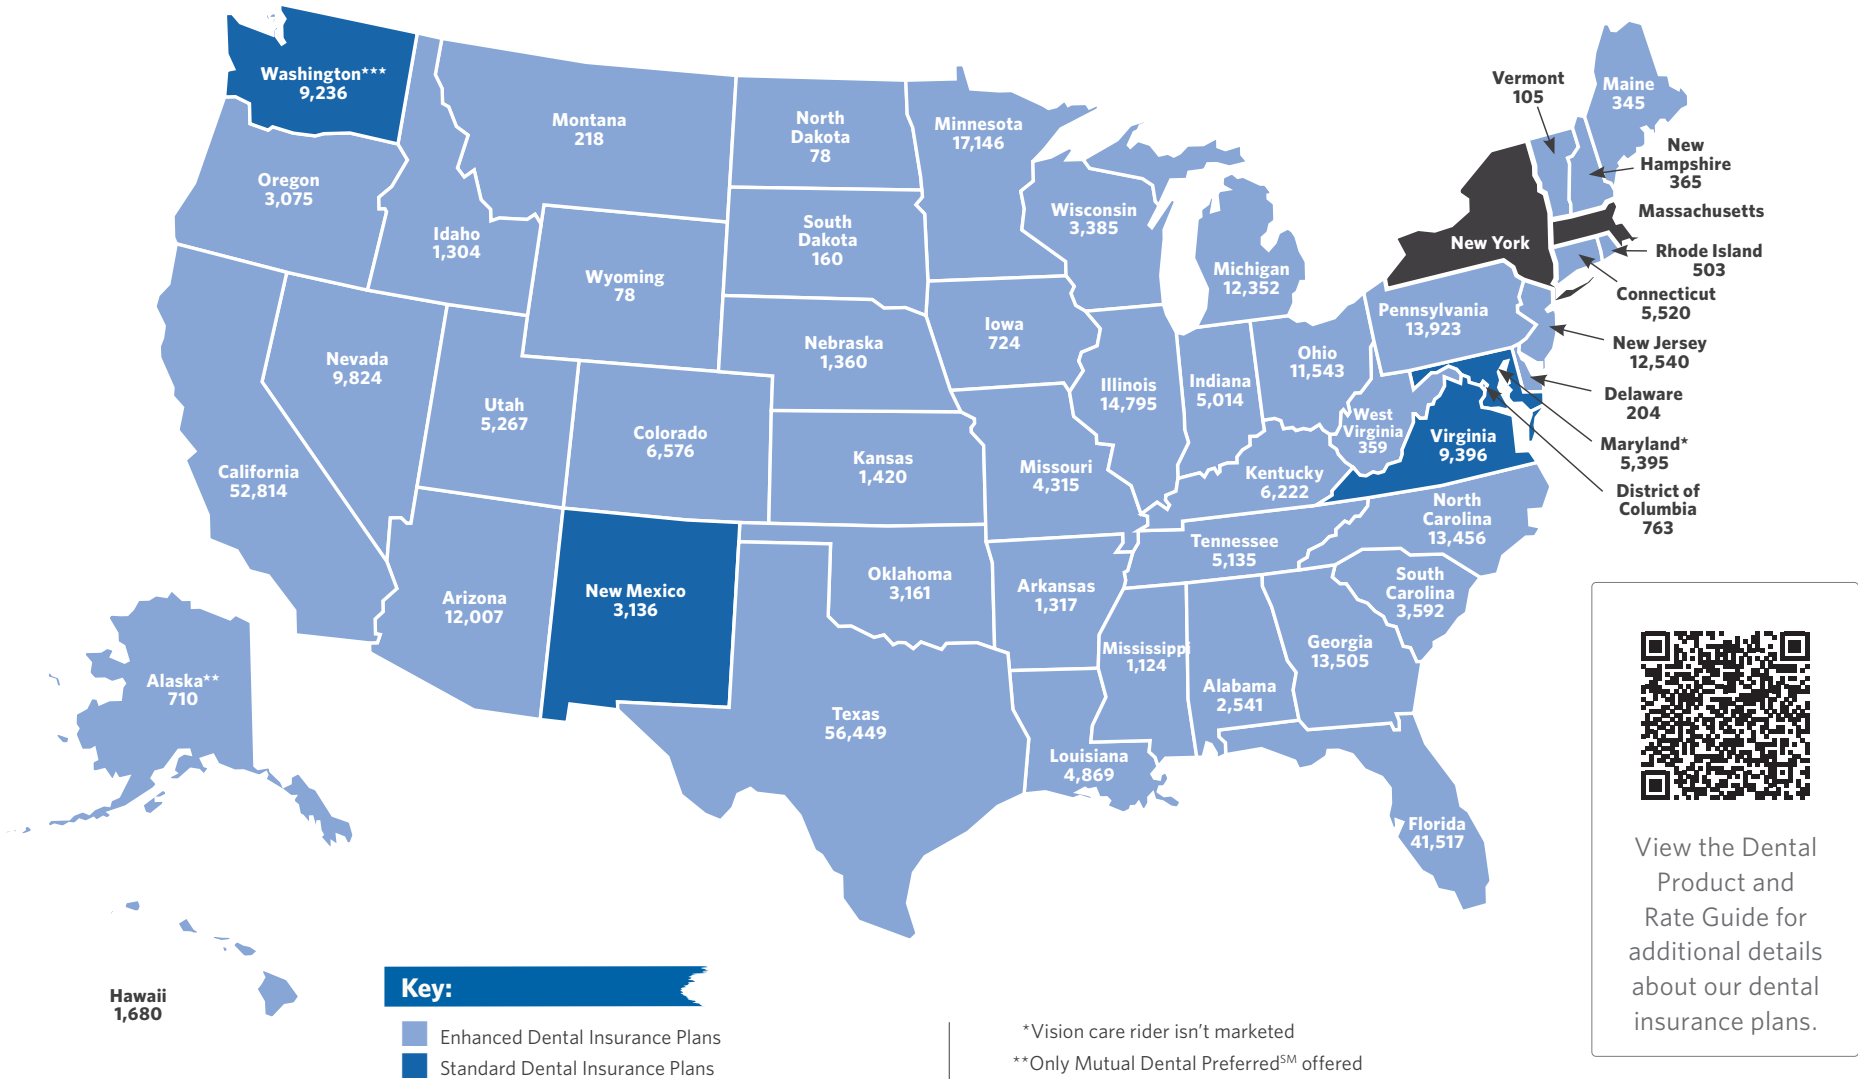 Washington***
9,236
Oregon
3,075
Idaho
1,304
Montana
218
North
Dakota
78
Minnesota
17,146
South
Dakota
160
Wyoming
78
Wisconsin
3,385
Michigan
12,352
Vermont
105
Maine
345
New
Hampshire
365
Massachusetts
New York
Rhode Island
503
Connecticut
5,520
New Jersey
12,540
Delaware
204
Maryland*
5,395
District of
Columbia
763
Pennsylvania
13,923
Ohio
11,543
Indiana
5,014
Illinois
14,795
Iowa
724
Nebraska
1,360
Nevada
9,824
Utah
5,267
Colorado
6,576
California
52,814
Kansas
1,420
Missouri
4,315
Kentucky
6,222
West
Virginia
359
Virginia
9,396
North
Carolina
13,456
Tennessee
5,135
South
Carolina
3,592
Arizona
12,007
New Mexico
3,136
Oklahoma
3,161
Arkansas
1,317
Mississippi
1,124
Alabama
2,541
Georgia
13,505
Texas
56,449
Louisiana
4,869
Florida
41,517
Alaska**
710
Hawaii
1,680
View the Dental
Product and
Rate Guide for
additional details
about our dental
insurance plans.
Key:
Enhanced Dental Insurance Plans
Standard Dental Insurance Plans
*Vision care rider isn't marketed
**Only Mutual Dental Preferred℠ offered